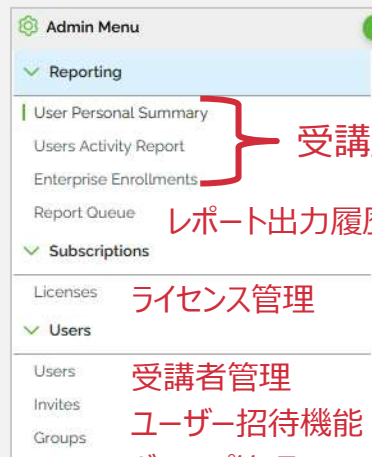 Admin Menu
Reporting
User Personal Summary
Users Activity Report
受講
Enterprise Enrollments
Report Queue
レポート出力履
Subscriptions
Licenses
ライセンス管理
Users
Users
受講者管理
Invites
ユーザー招待機能
Groups